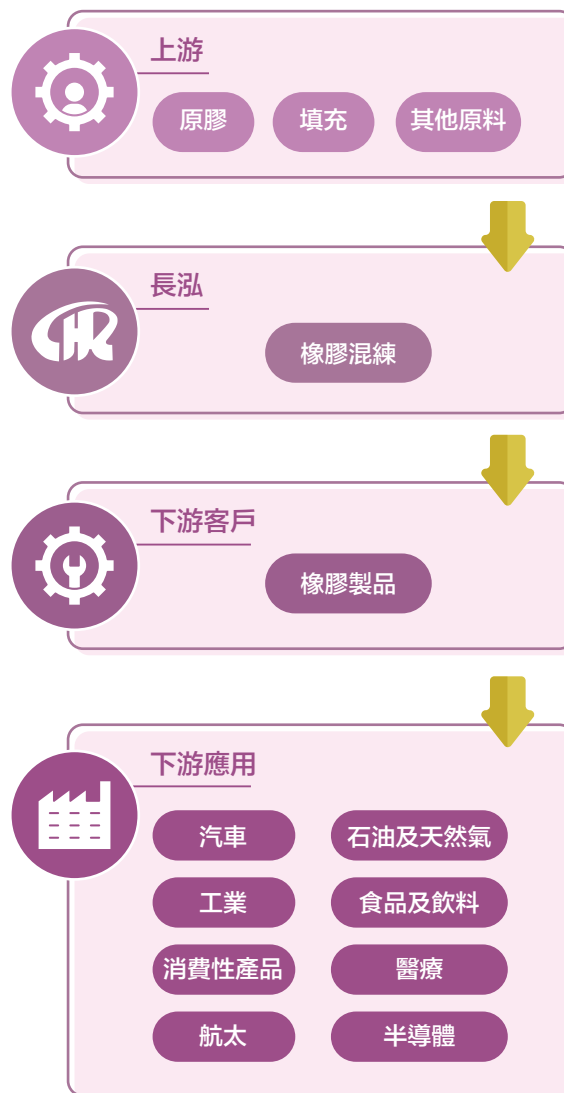 上游
原膠 填充 其他原料
長泓
CHR
橡膠混練
下游客戶
橡膠製品
下游應用
汽車 石油及天然氣
工業 食品及飲料
消費性產品 醫療
航太 半導體